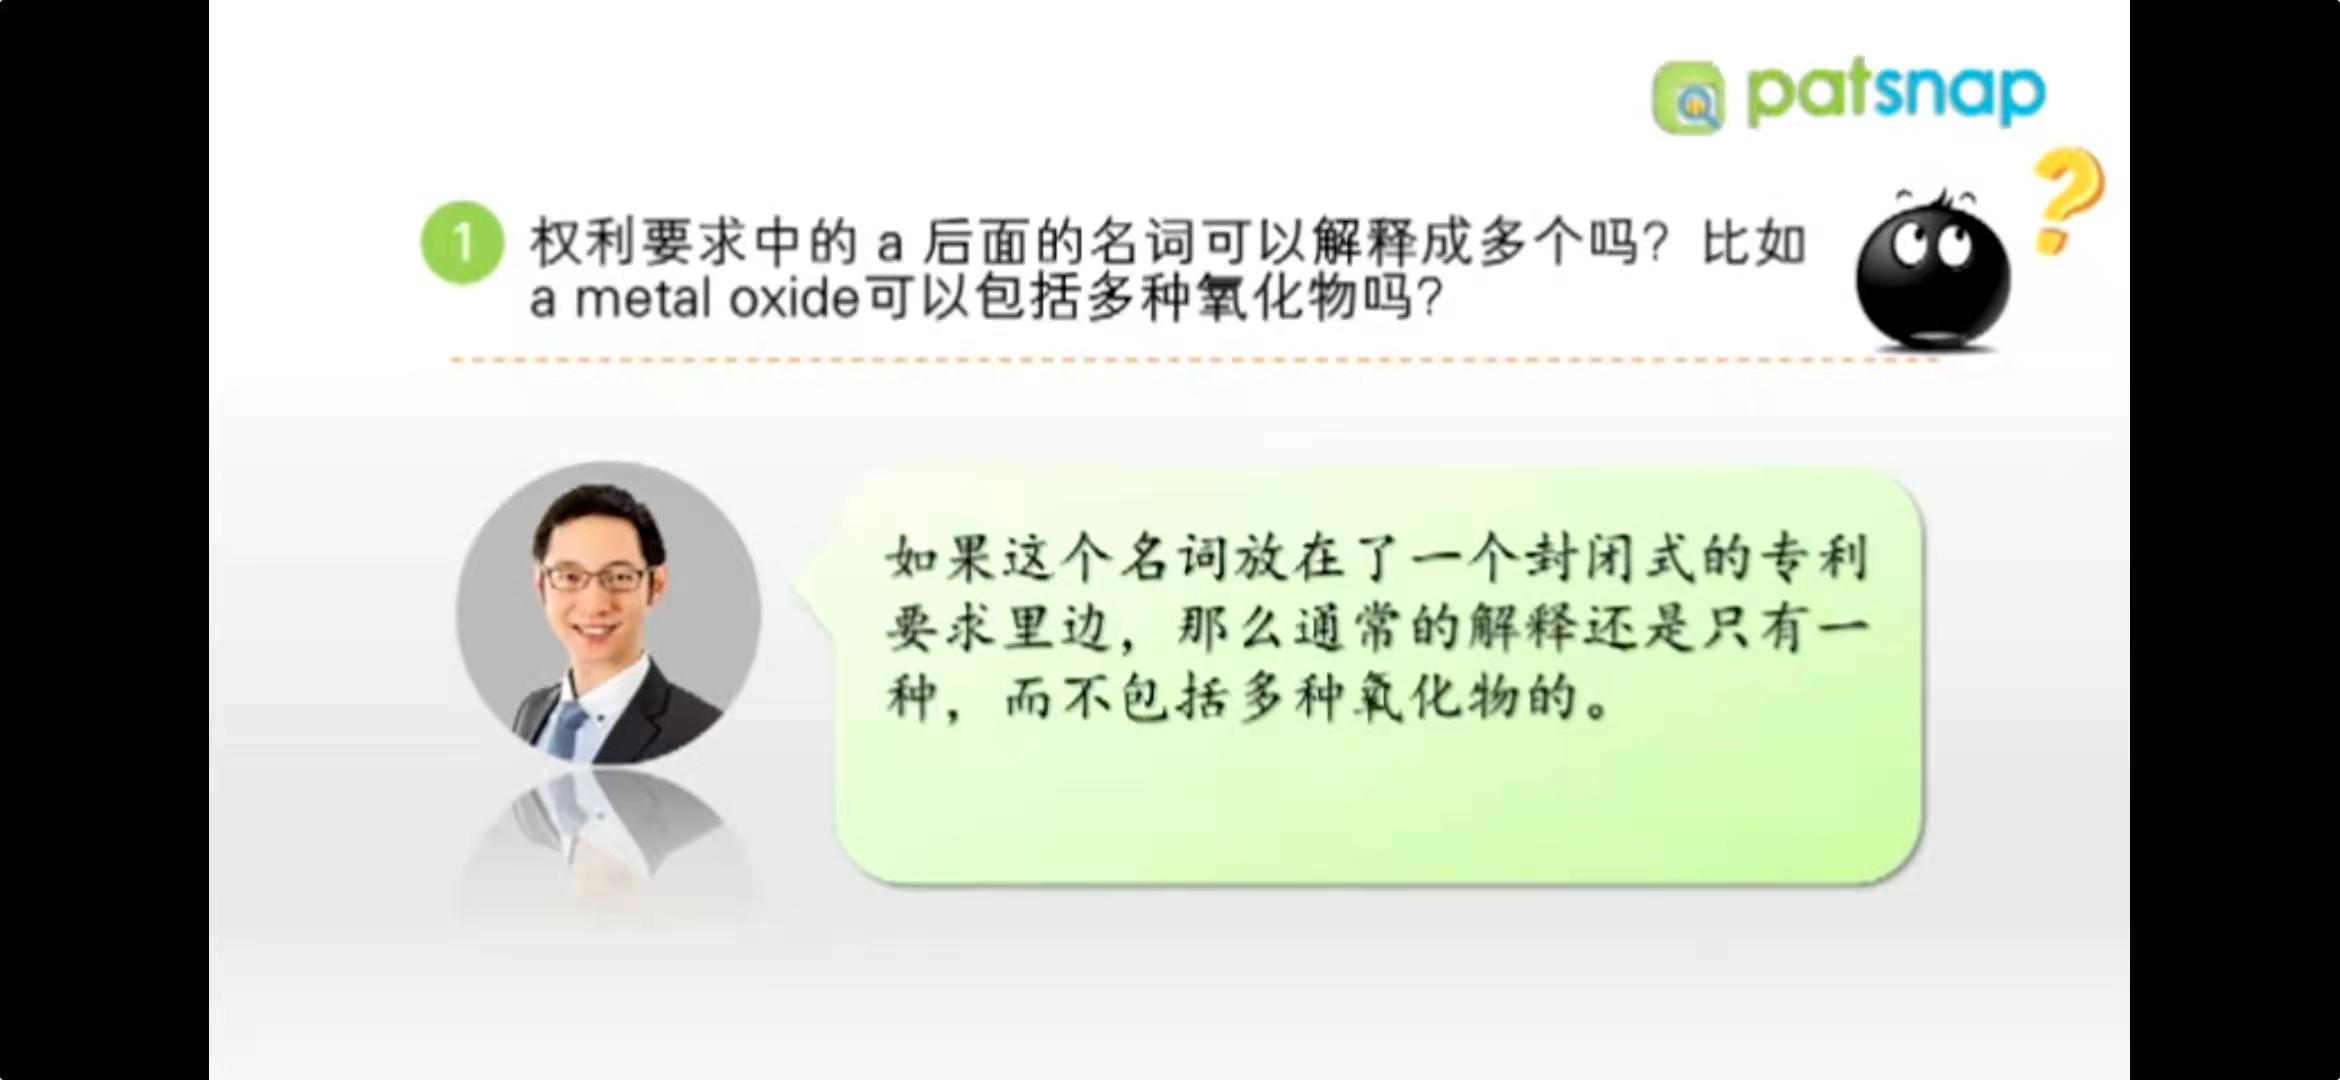 patsnap
1 权利要求中的 a 后面的名词可以解释成多个吗？比如
a metal oxide可以包括多种氧化物吗？
如果这个名词放在了一个封闭式的专利
要求里边，那么通常的解释还是只有一
种，而不包括多种氧化物的。